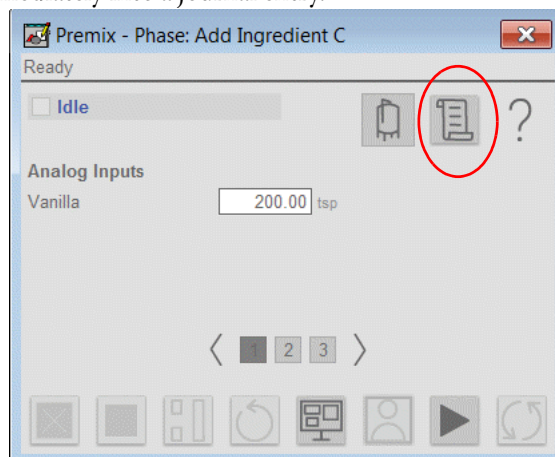 Premix - Phase: Add Ingredient C
Ready
Idle
?
Analog Inputs
Vanilla 200.00 tsp
1 2 3